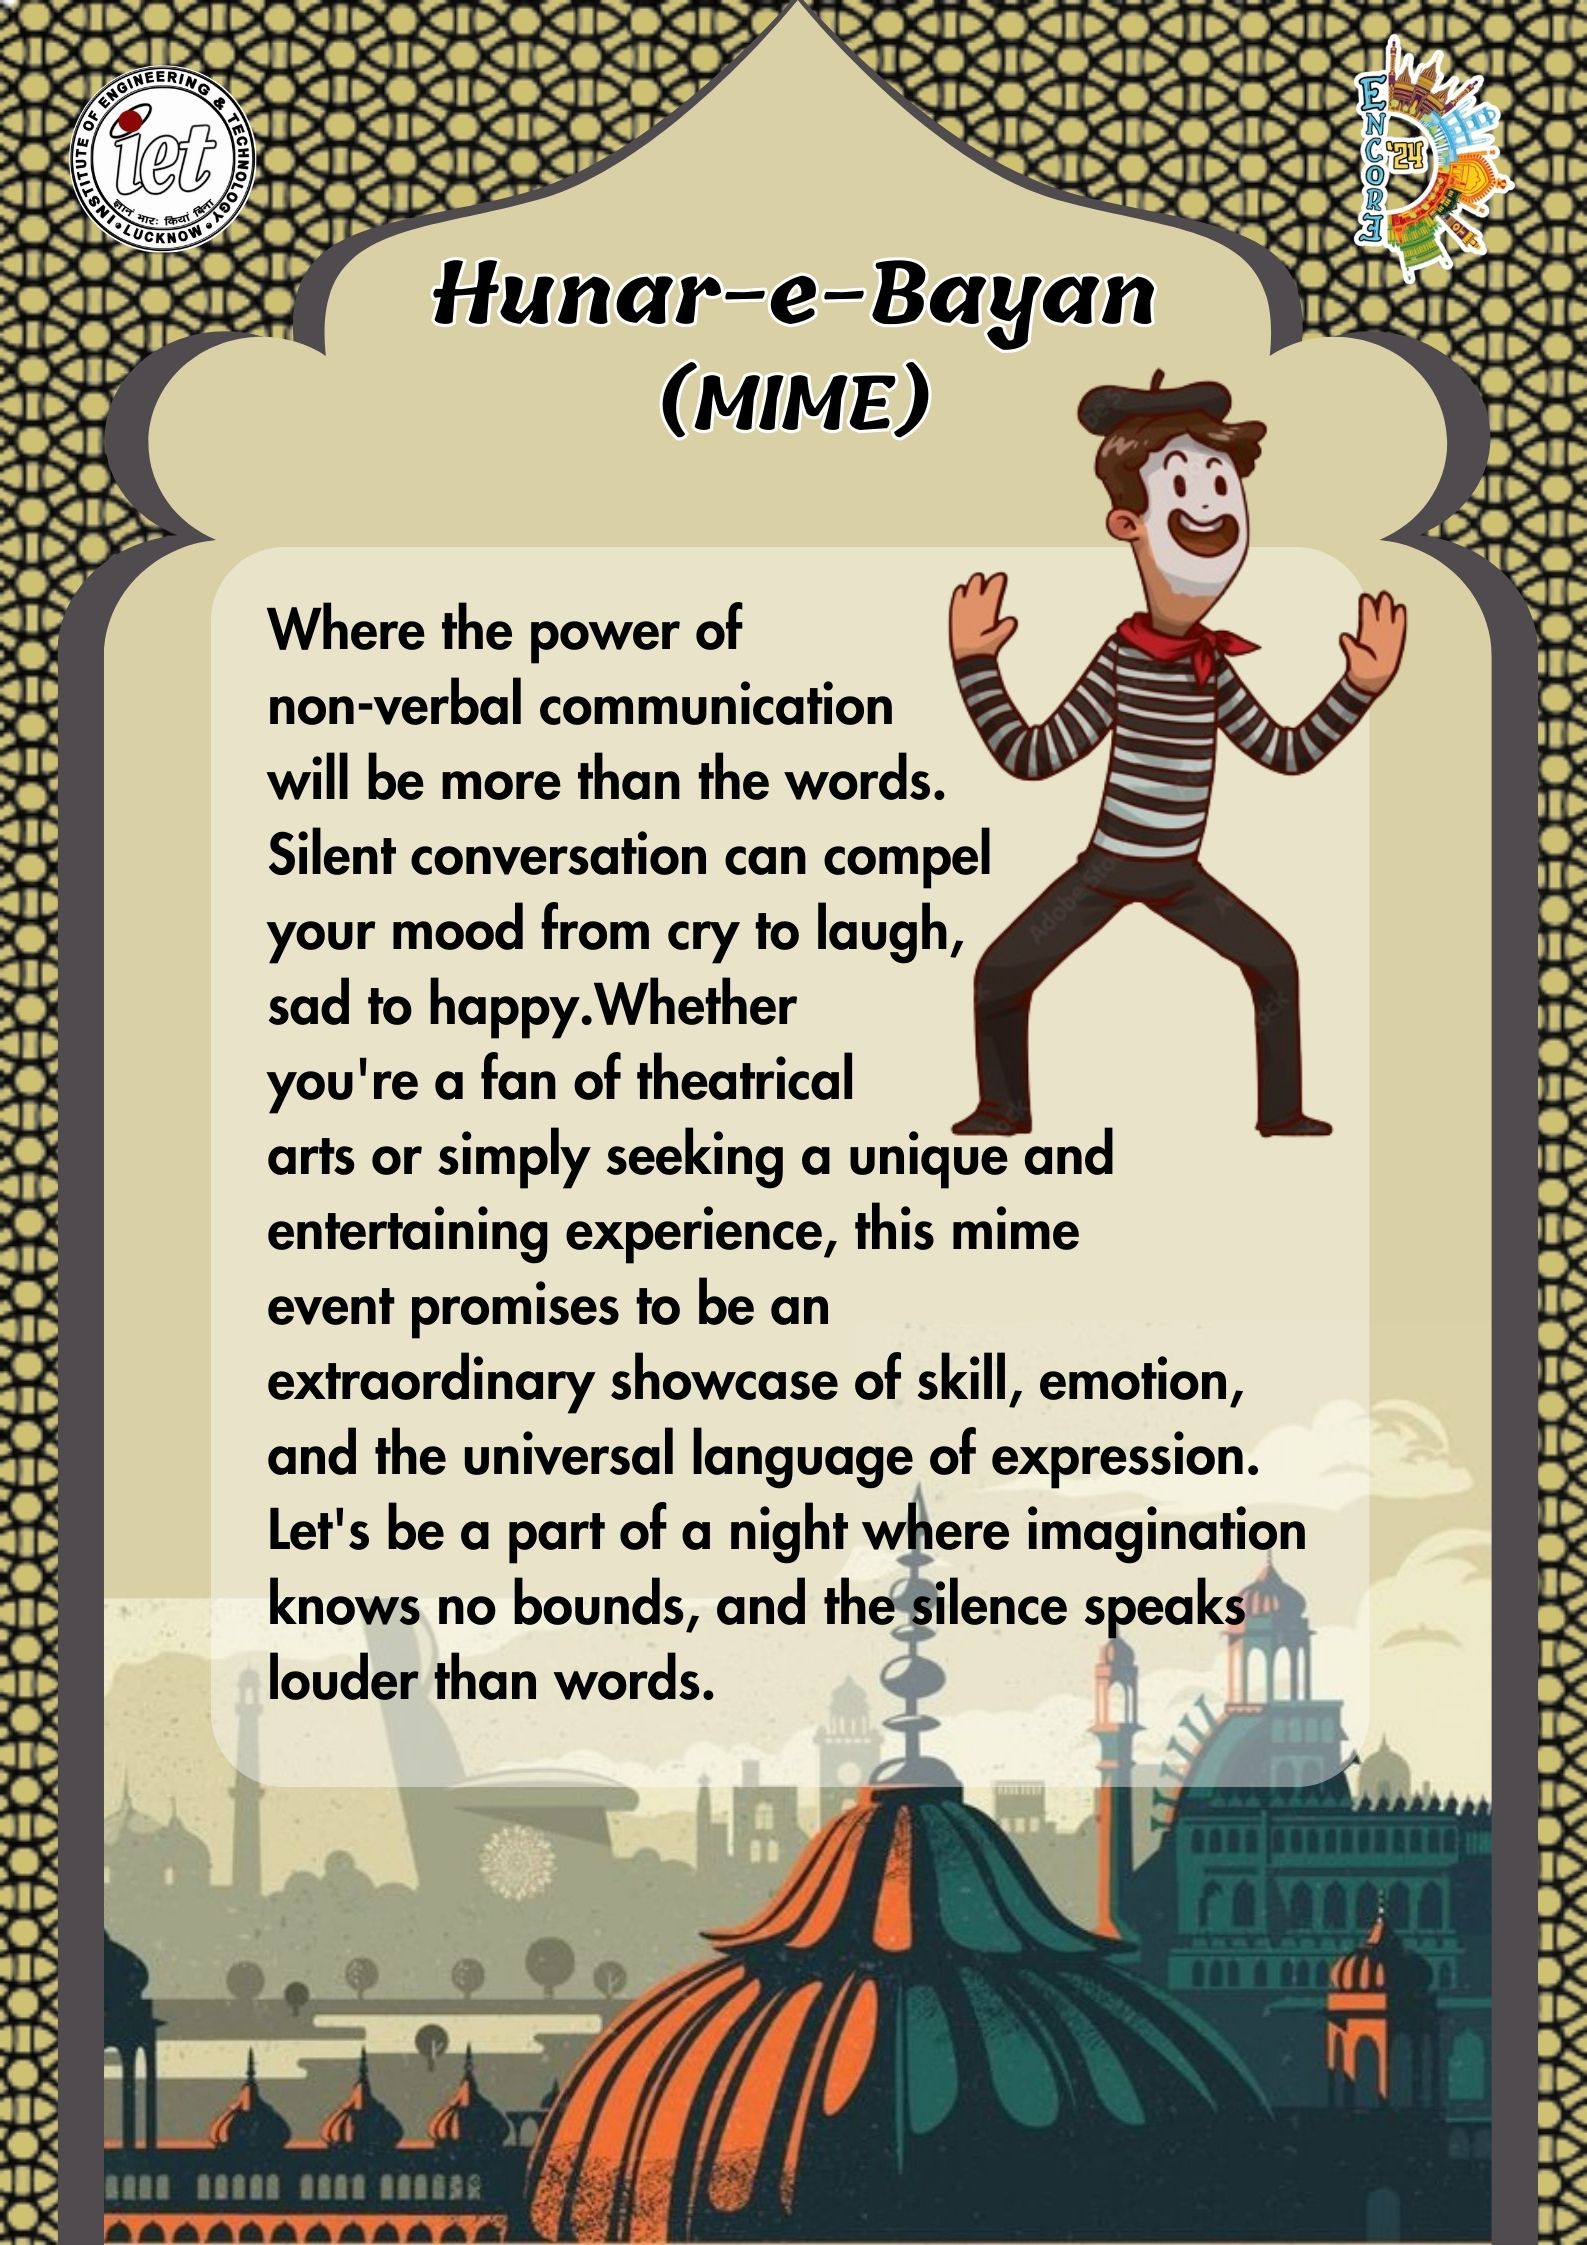 INSTITUTE OF ENGINEERING & TECHNOLOGY
iet
• LUCKNOW •
ENCORE
'24
Hunar-e-Bayan
(MIME)
Where the power of
non-verbal communication
will be more than the words.
Silent conversation can compel
your mood from cry to laugh,
sad to happy.Whether
you're a fan of theatrical
arts or simply seeking a unique and
entertaining experience, this mime
event promises to be an
extraordinary showcase of skill, emotion,
and the universal language of expression.
Let's be a part of a night where imagination
knows no bounds, and the silence speaks
louder than words.
Adobe Stock